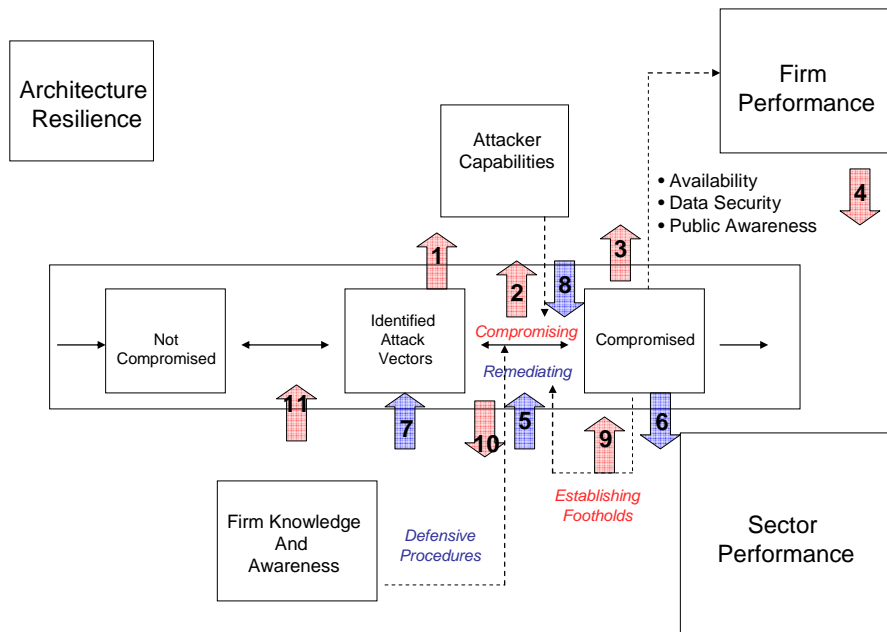 Architecture
Resilience
Attacker
Capabilities
Firm
Performance
• Availability
• Data Security
• Public Awareness
4
1
2
8
3
Not
Compromised
Identified
Attack
Vectors
Compromising
Remediating
Compromised
11
7
10
5
9
6
Firm Knowledge
And
Awareness
Defensive
Procedures
Establishing
Footholds
Sector
Performance